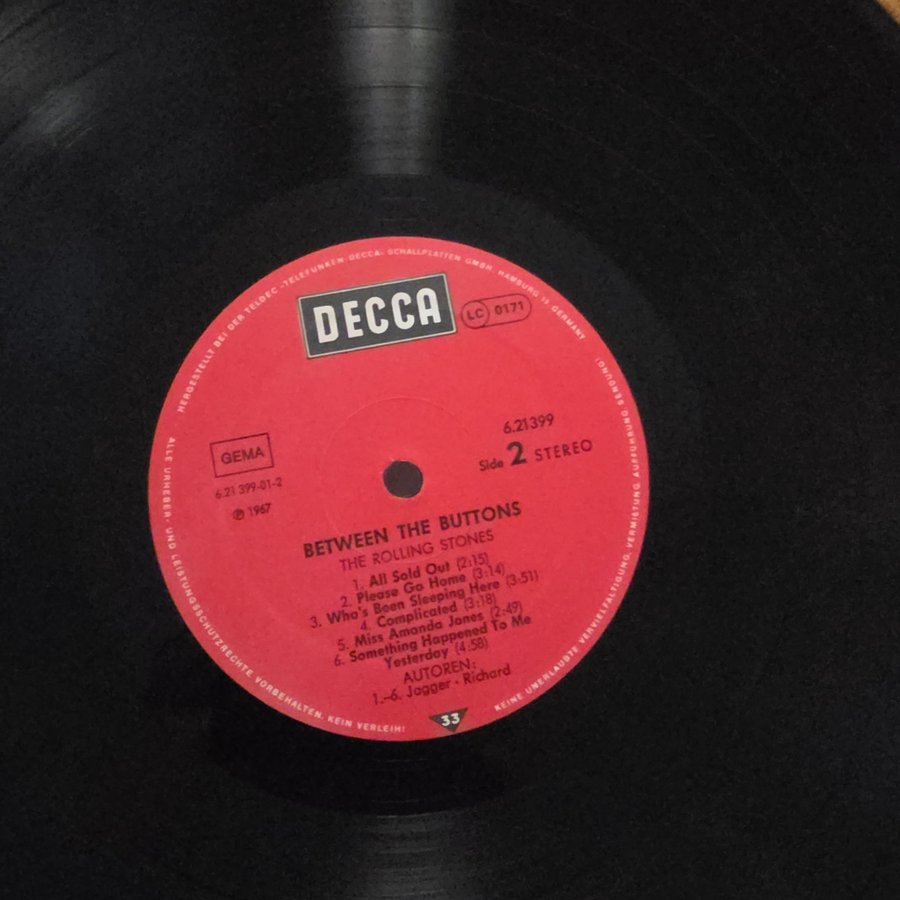 HERGESTELLT BEI DER TELDEC »TELEFUNKEN-DECCA« SCHALLPLATTEN GMBH, HAMBURG 19 GERMANY
DECCA
LC 0171
6.21399
Side 2 STEREO
GEMA
6.21 399-01-2
℗ 1967
BETWEEN THE BUTTONS
THE ROLLING STONES
1. All Sold Out (2:15)
2. Please Go Home (3:14)
3. Who's Been Sleeping Here (3:51)
4. Complicated (3:18)
5. Miss Amanda Jones (2:49)
6. Something Happened To Me
Yesterday (4:58)
AUTOREN:
1.-6. Jagger · Richard
33
ALLE URHEBER- UND LEISTUNGSSCHUTZRECHTE VORBEHALTEN. KEIN VERLEIH!
KEINE UNERLAUBTE VERVIELFÄLTIGUNG, VERMIETUNG, AUFFÜHRUNG, SENDUNG!